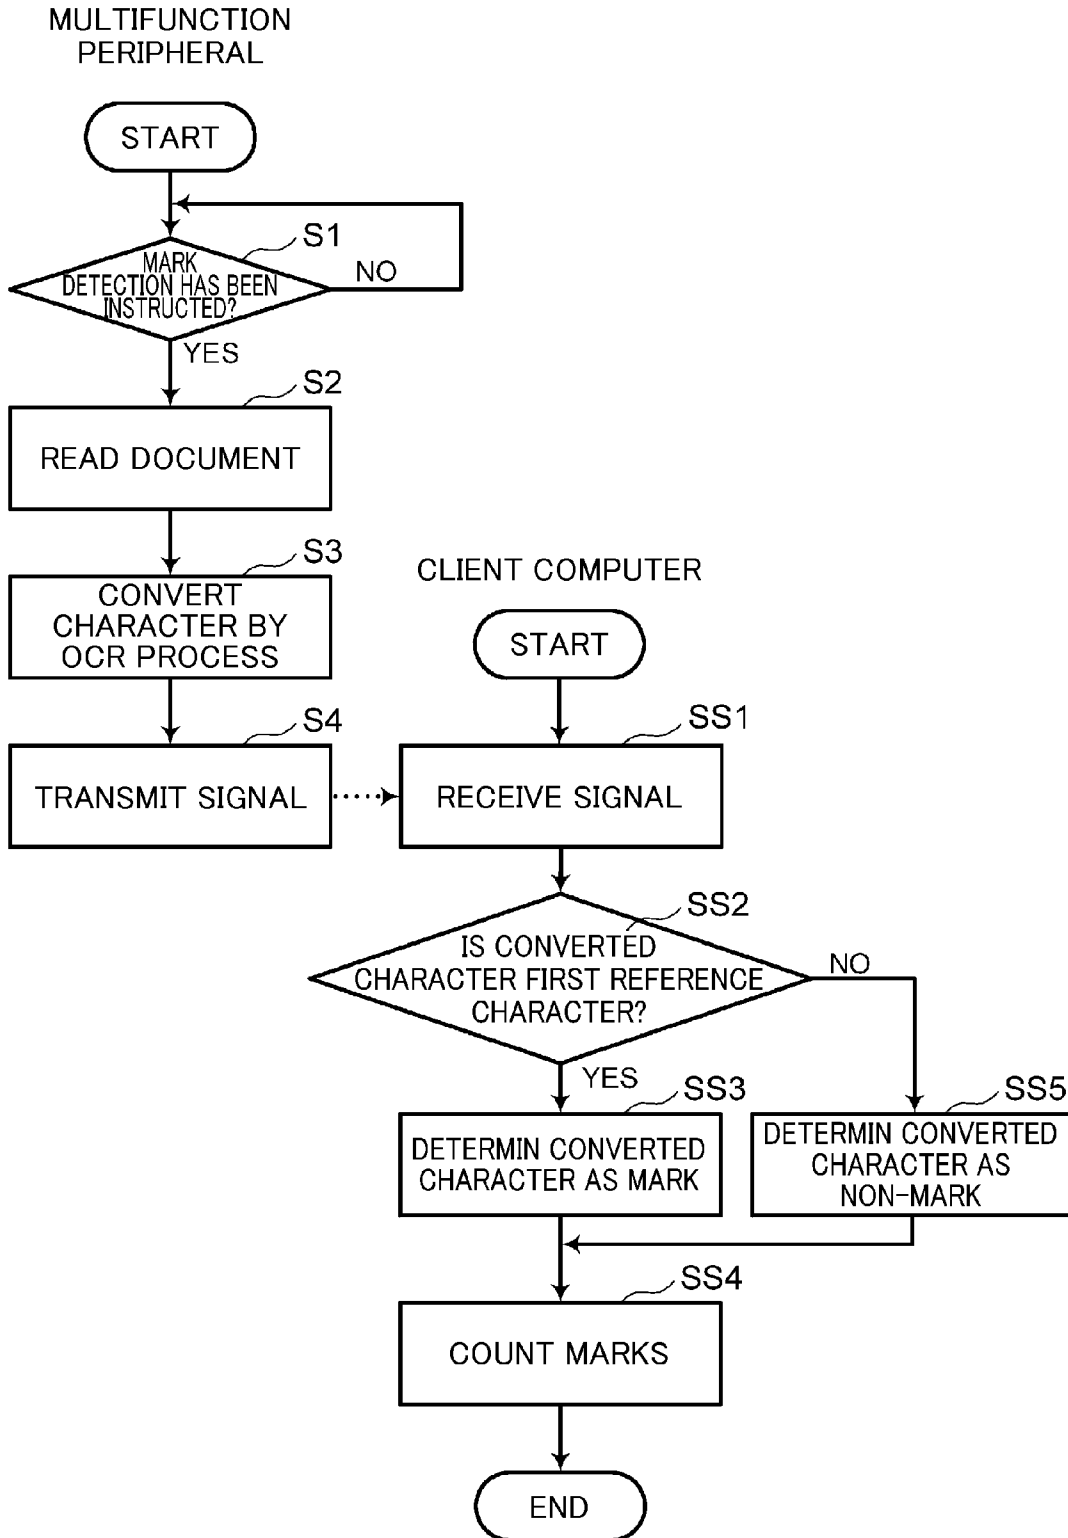 MULTIFUNCTION
PERIPHERAL
START
S1
MARK
DETECTION HAS BEEN
INSTRUCTED?
NO
YES
S2
READ DOCUMENT
S3
CONVERT
CHARACTER BY
OCR PROCESS
S4
TRANSMIT SIGNAL
CLIENT COMPUTER
START
SS1
RECEIVE SIGNAL
SS2
IS CONVERTED
CHARACTER FIRST REFERENCE
CHARACTER?
NO
YES
SS3
DETERMIN CONVERTED
CHARACTER AS MARK
SS5
DETERMIN CONVERTED
CHARACTER AS
NON-MARK
SS4
COUNT MARKS
END